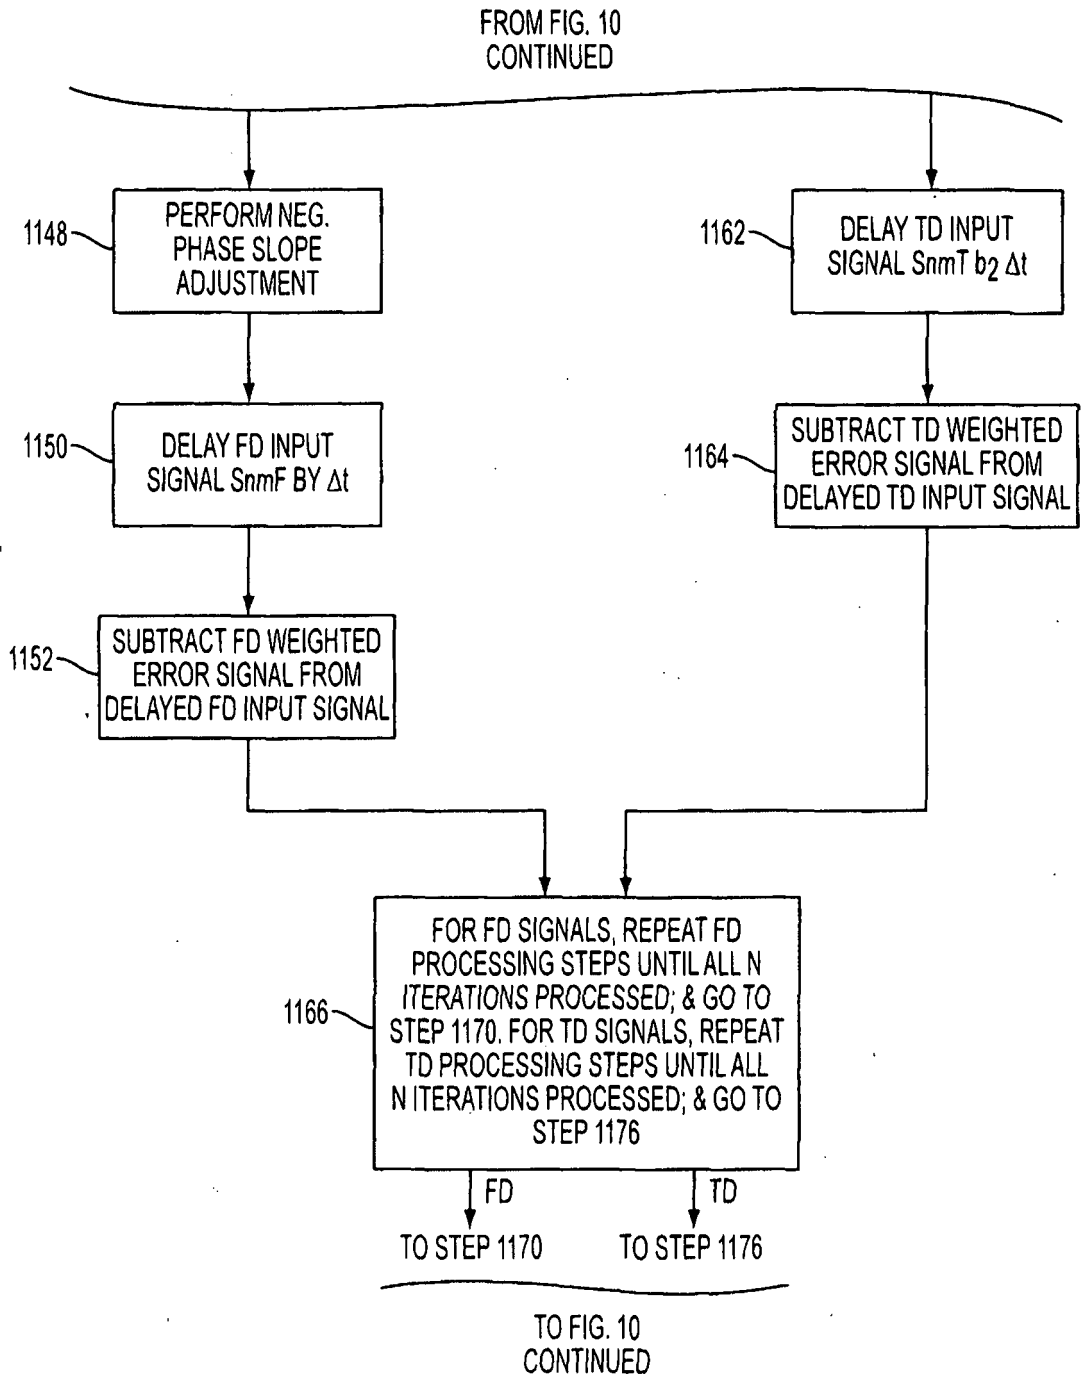 FROM FIG. 10
CONTINUED
1148
PERFORM NEG.
PHASE SLOPE
ADJUSTMENT
1162
DELAY TD INPUT
SIGNAL SnmT b2 Δt
1150
DELAY FD INPUT
SIGNAL SnmF BY Δt
1164
SUBTRACT TD WEIGHTED
ERROR SIGNAL FROM
DELAYED TD INPUT SIGNAL
1152
SUBTRACT FD WEIGHTED
ERROR SIGNAL FROM
DELAYED FD INPUT SIGNAL
1166
FOR FD SIGNALS, REPEAT FD
PROCESSING STEPS UNTIL ALL N
ITERATIONS PROCESSED; & GO TO
STEP 1170. FOR TD SIGNALS, REPEAT
TD PROCESSING STEPS UNTIL ALL
N ITERATIONS PROCESSED; & GO TO
STEP 1176
FD
TD
TO STEP 1170
TO STEP 1176
TO FIG. 10
CONTINUED